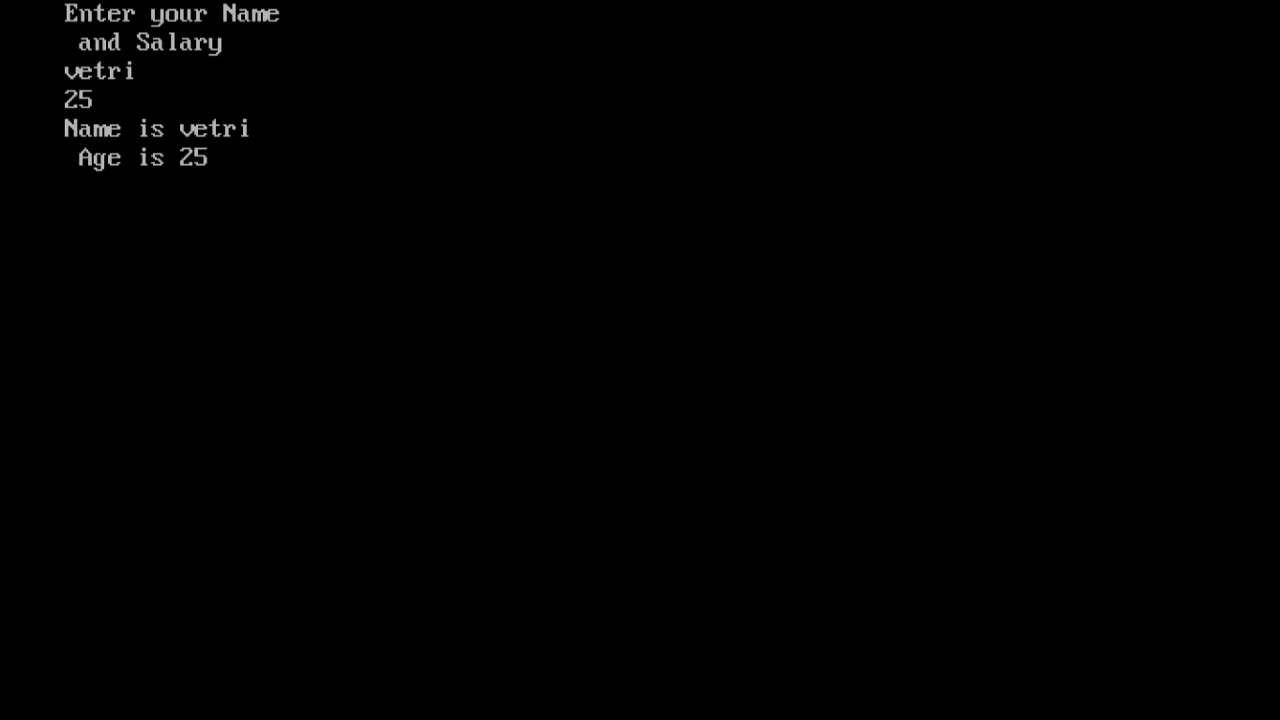 Enter your Name
 and Salary
vetri
25
Name is vetri
 Age is 25